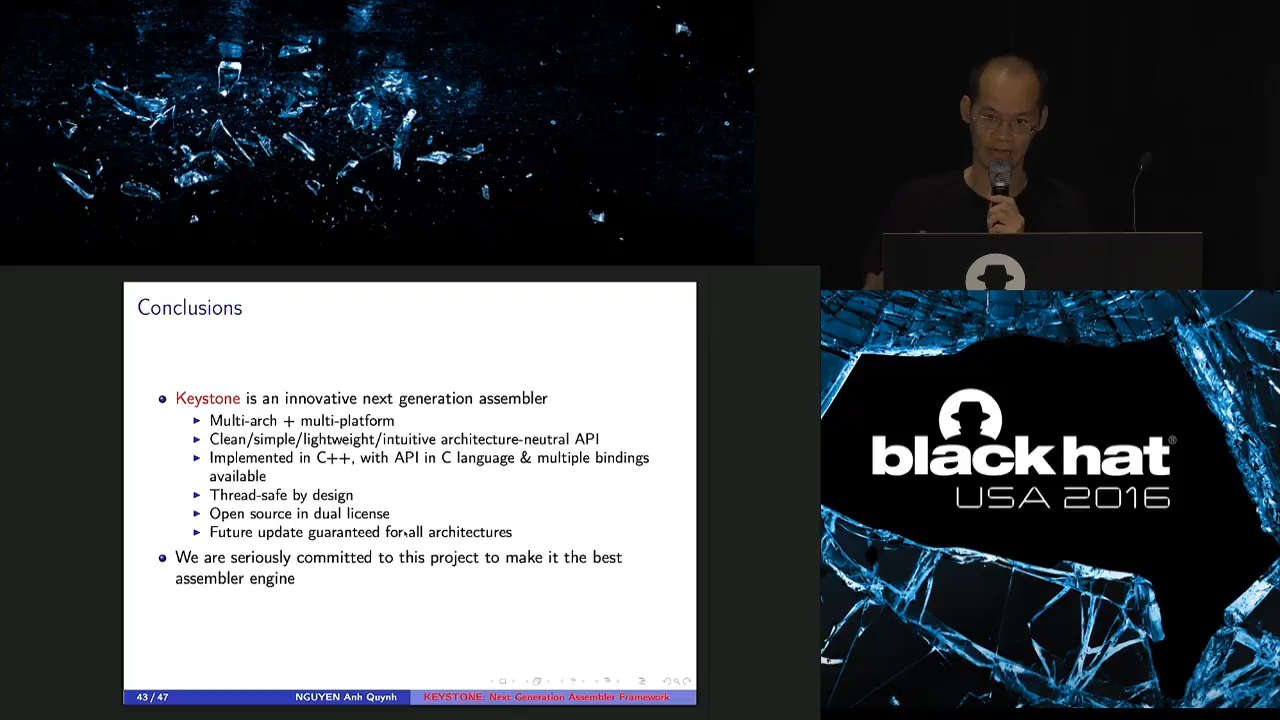 Conclusions
Keystone is an innovative next generation assembler
Multi-arch + multi-platform
Clean/simple/lightweight/intuitive architecture-neutral API
Implemented in C++, with API in C language & multiple bindings
available
Thread-safe by design
Open source in dual license
Future update guaranteed for all architectures
We are seriously committed to this project to make it the best
assembler engine
43 / 47
NGUYEN Anh Quynh
KEYSTONE: Next Generation Assembler Framework
black hat®
USA 2016